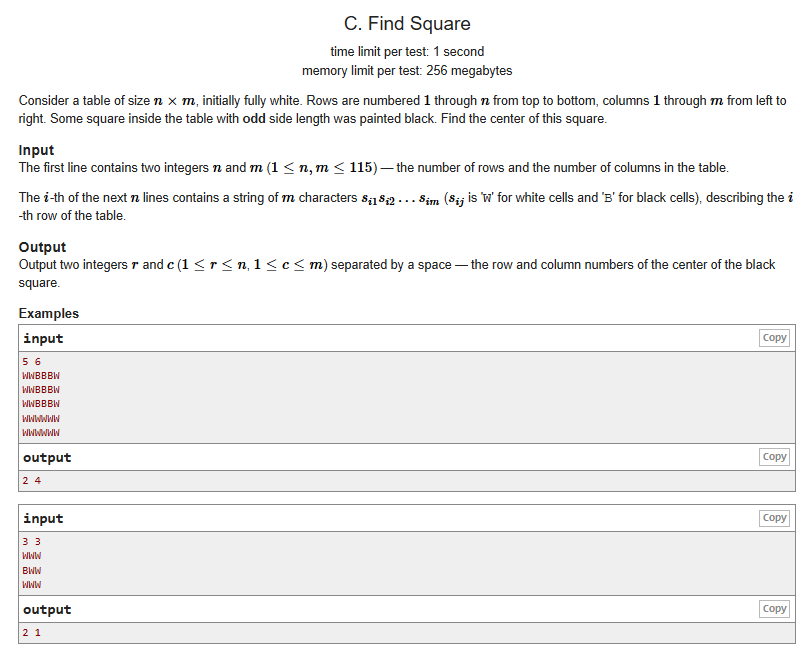 C. Find Square
time limit per test: 1 second
memory limit per test: 256 megabytes
Consider a table of size n × m, initially fully white. Rows are numbered 1 through n from top to bottom, columns 1 through m from left to
right. Some square inside the table with odd side length was painted black. Find the center of this square.
Input
The first line contains two integers n and m (1 ≤ n, m ≤ 115) — the number of rows and the number of columns in the table.
The i-th of the next n lines contains a string of m characters s_{i1}s_{i2}...s_{im} (s_{ij} is 'W' for white cells and 'B' for black cells), describing the i
-th row of the table.
Output
Output two integers r and c (1 ≤ r ≤ n, 1 ≤ c ≤ m) separated by a space — the row and column numbers of the center of the black
square.
Examples
input
Copy
5 6
WWBBBW
WWBBBW
WWBBBW
WWWWWW
WWWWWW
output
Copy
2 4
input
Copy
3 3
WWW
BWW
WWW
output
Copy
2 1